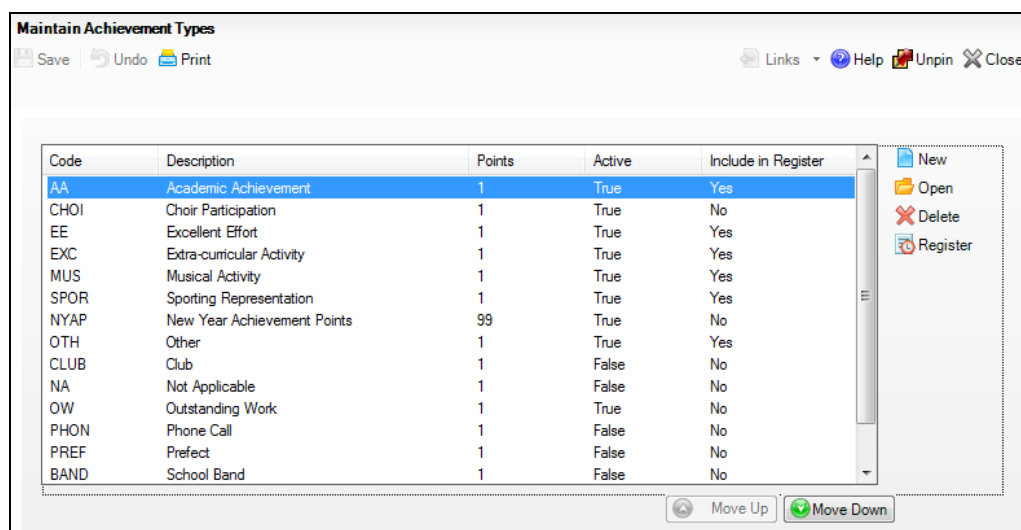 Maintain Achievement Types
Save Undo Print Links Help Unpin Close
Code Description Points Active Include in Register New
AA Academic Achievement 1 True Yes Open
CHOI Choir Participation 1 True No Delete
EE Excellent Effort 1 True Yes Register
EXC Extra-curricular Activity 1 True Yes
MUS Musical Activity 1 True Yes
SPOR Sporting Representation 1 True Yes
NYAP New Year Achievement Points 99 True No
OTH Other 1 True Yes
CLUB Club 1 False No
NA Not Applicable 1 False No
OW Outstanding Work 1 True No
PHON Phone Call 1 False No
PREF Prefect 1 False No
BAND School Band 1 False No
Move Up Move Down